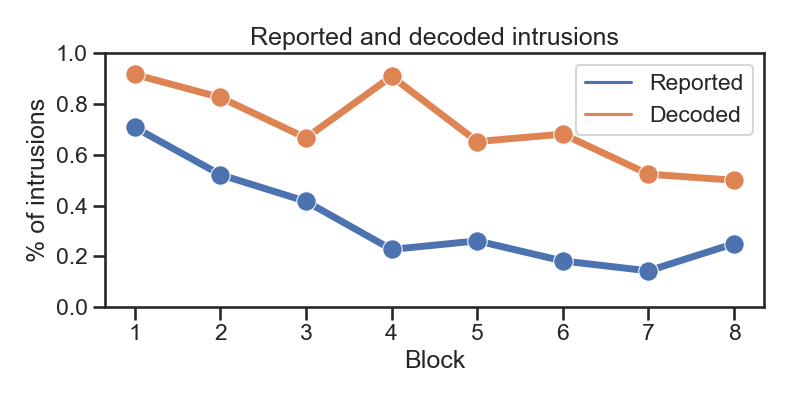 Reported and decoded intrusions
1.0
0.8
0.6
0.4
0.2
0.0
% of intrusions
Reported
Decoded
1 2 3 4 5 6 7 8
Block